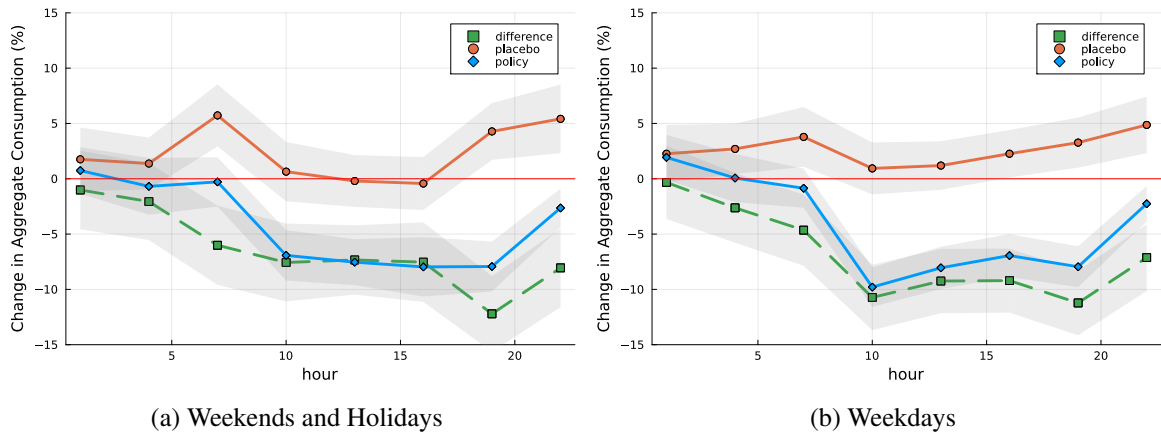 Change in Aggregate Consumption (%)
15
10
5
0
−5
−10
−15
difference
placebo
policy
5
10
15
20
hour
(a) Weekends and Holidays
Change in Aggregate Consumption (%)
15
10
5
0
−5
−10
−15
difference
placebo
policy
5
10
15
20
hour
(b) Weekdays